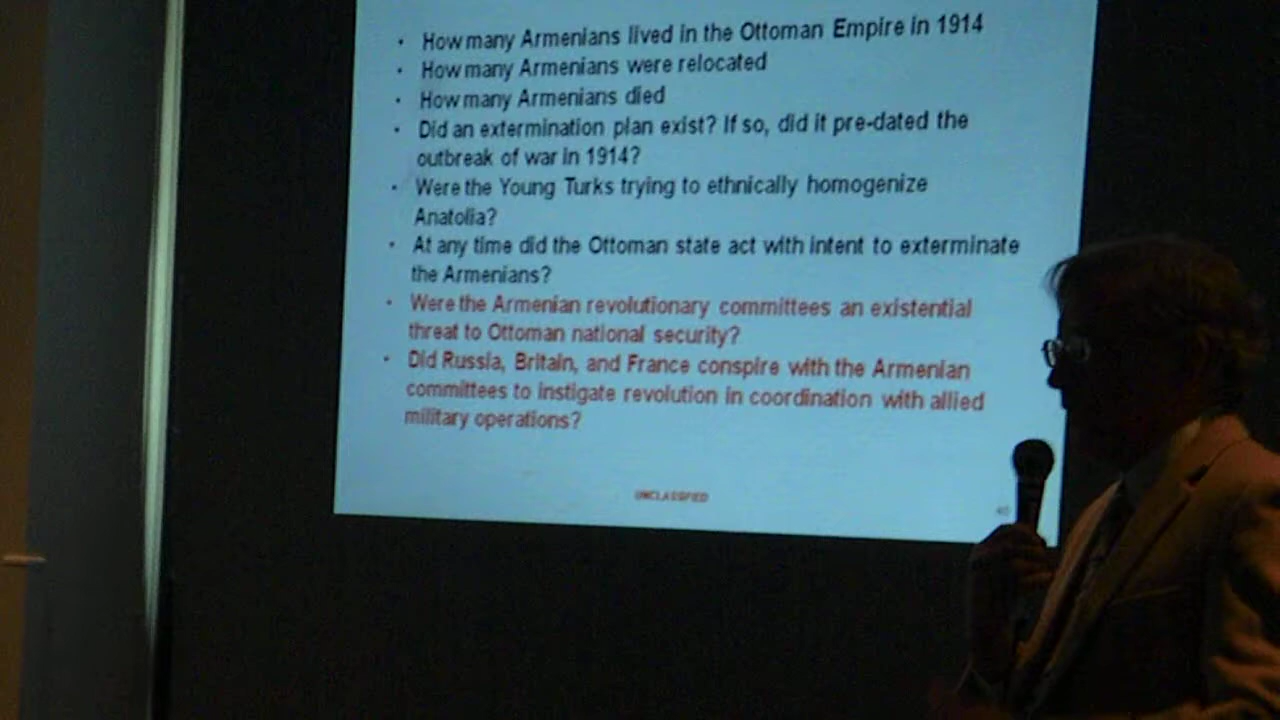 • How many Armenians lived in the Ottoman Empire in 1914
• How many Armenians were relocated
• How many Armenians died
• Did an extermination plan exist? If so, did it pre-dated the
outbreak of war in 1914?
• Were the Young Turks trying to ethnically homogenize
Anatolia?
• At any time did the Ottoman state act with intent to exterminate
the Armenians?
• Were the Armenian revolutionary committees an existential
threat to Ottoman national security?
• Did Russia, Britain, and France conspire with the Armenian
committees to instigate revolution in coordination with allied
military operations?
UNCLASSIFIED